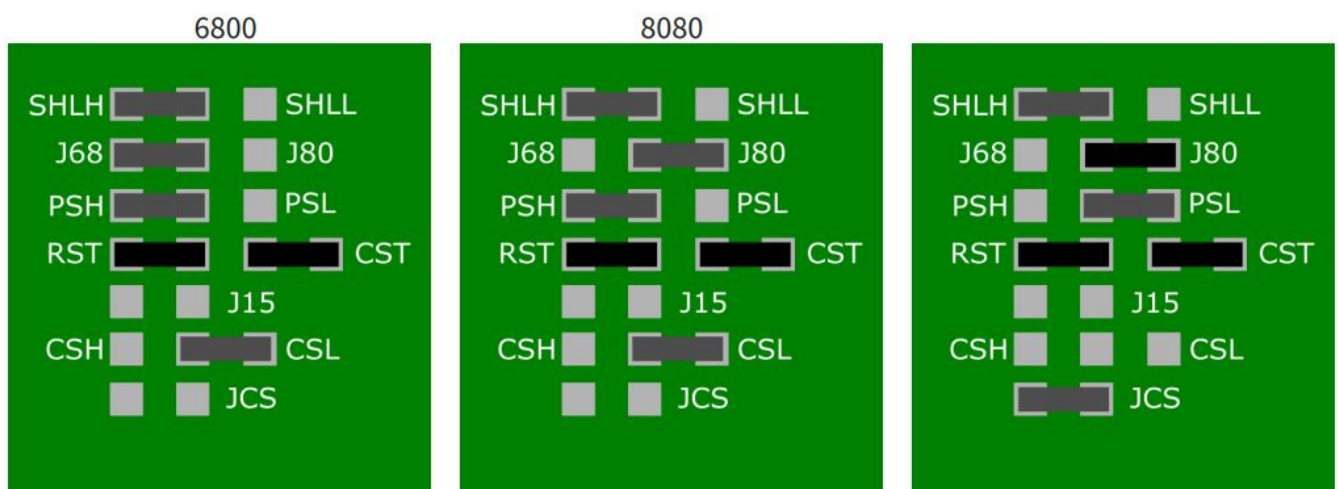 6800 8080
SHLH SHLL SHLH SHLL SHLH SHLL
J68 J80 J68 J80 J68 J80
PSH PSL PSH PSL PSH PSL
RST CST RST CST RST CST
J15 J15 J15
CSH CSL CSH CSL CSH CSL
JCS JCS JCS